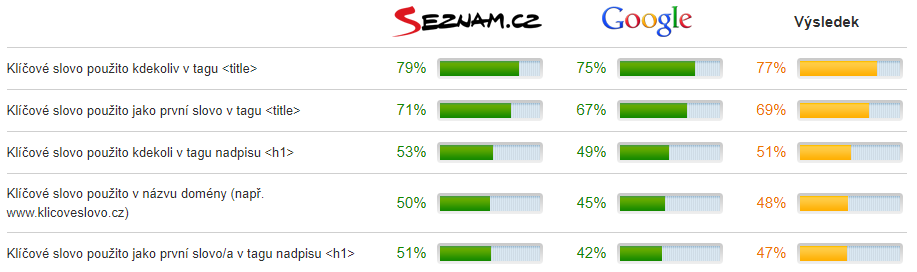 SEZNAM.CZ Google Výsledek
Klíčové slovo použito kdekoliv v tagu <title> 79% 75% 77%
Klíčové slovo použito jako první slovo v tagu <title> 71% 67% 69%
Klíčové slovo použito kdekoli v tagu nadpisu <h1> 53% 49% 51%
Klíčové slovo použito v názvu domény (např.
www.klicoveslovo.cz) 50% 45% 48%
Klíčové slovo použito jako první slovo/a v tagu nadpisu <h1> 51% 42% 47%